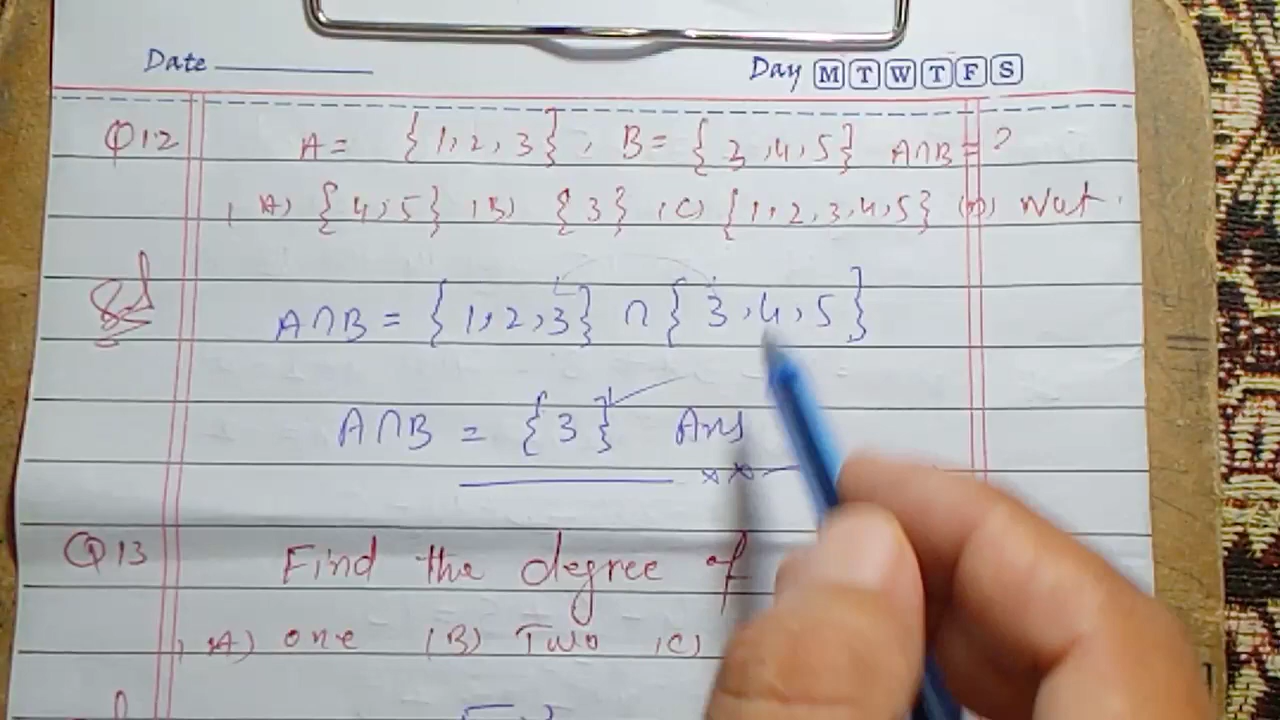 Date
Day M T W T F S
Q12 A = {1, 2, 3}, B = {3, 4, 5} A∩B = ?
(A) {4, 5} (B) {3} (C) {1, 2, 3, 4, 5} (D) Not
Sol
A∩B = {1, 2, 3} ∩ {3, 4, 5}
A∩B = {3} Ans
Q13 Find the degree of
(A) one (B) Two (C)